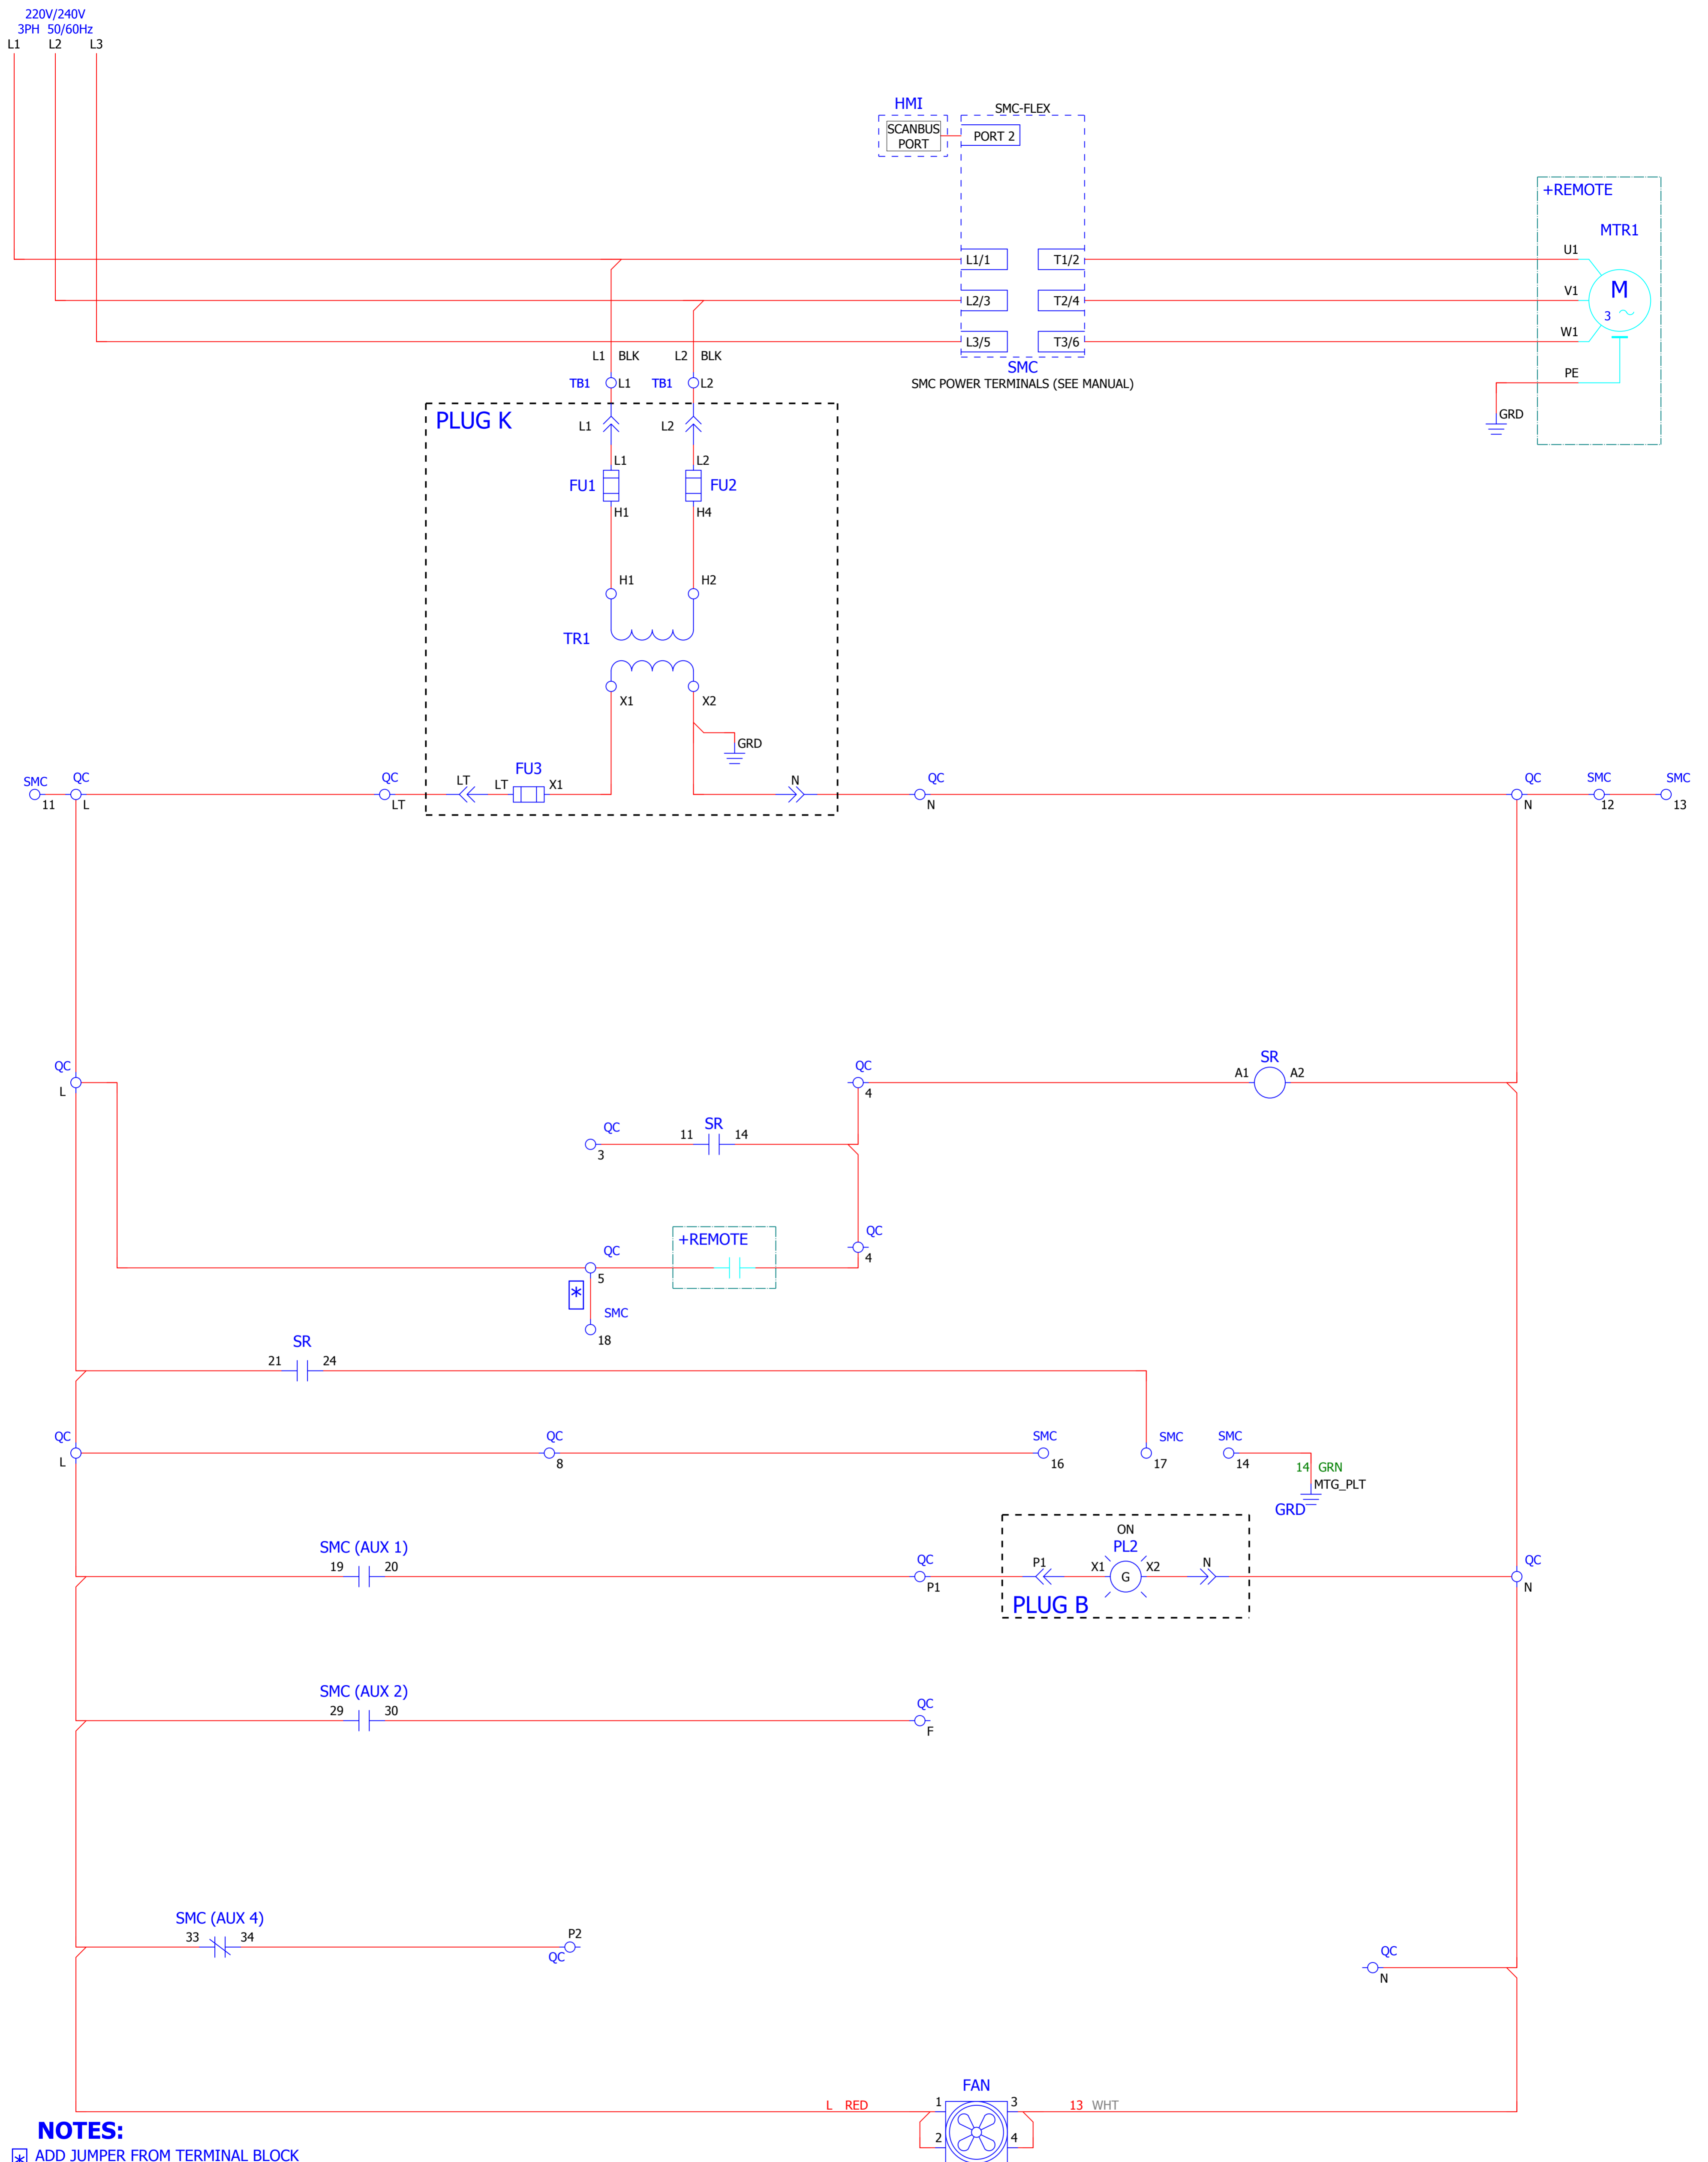 220V/240V
3PH 50/60Hz
L1 L2 L3
HMI
SMC-FLEX
SCANBUS
PORT
PORT 2
+REMOTE
MTR1
L1/1 T1/2 U1
L2/3 T2/4 V1
M
3
L3/5 T3/6 W1
SMC
SMC POWER TERMINALS (SEE MANUAL)
PE
GRD
L1 BLK L2 BLK
TB1 L1 TB1 L2
PLUG K
L1 L2
L1 L2
FU1 FU2
H1 H4
H1 H2
TR1
X1 X2
GRD
SMC QC QC LT FU3 N QC QC SMC SMC
LT X1
11 L LT N N 12 13
QC QC SR
A1 A2
L 4
QC SR
11 14
3
QC +REMOTE QC
4
5
*
SMC
18
SR
21 24
QC QC SMC SMC SMC
L 8 16 17 14
14 GRN
MTG_PLT
GRD
ON
SMC (AUX 1) PL2
19 20 QC P1 X1 G X2 N QC
P1 N
PLUG B
SMC (AUX 2)
29 30 QC
F
SMC (AUX 4)
33 34 P2
QC
QC
N
FAN
L RED 1 3 13 WHT
2 4
NOTES:
* ADD JUMPER FROM TERMINAL BLOCK